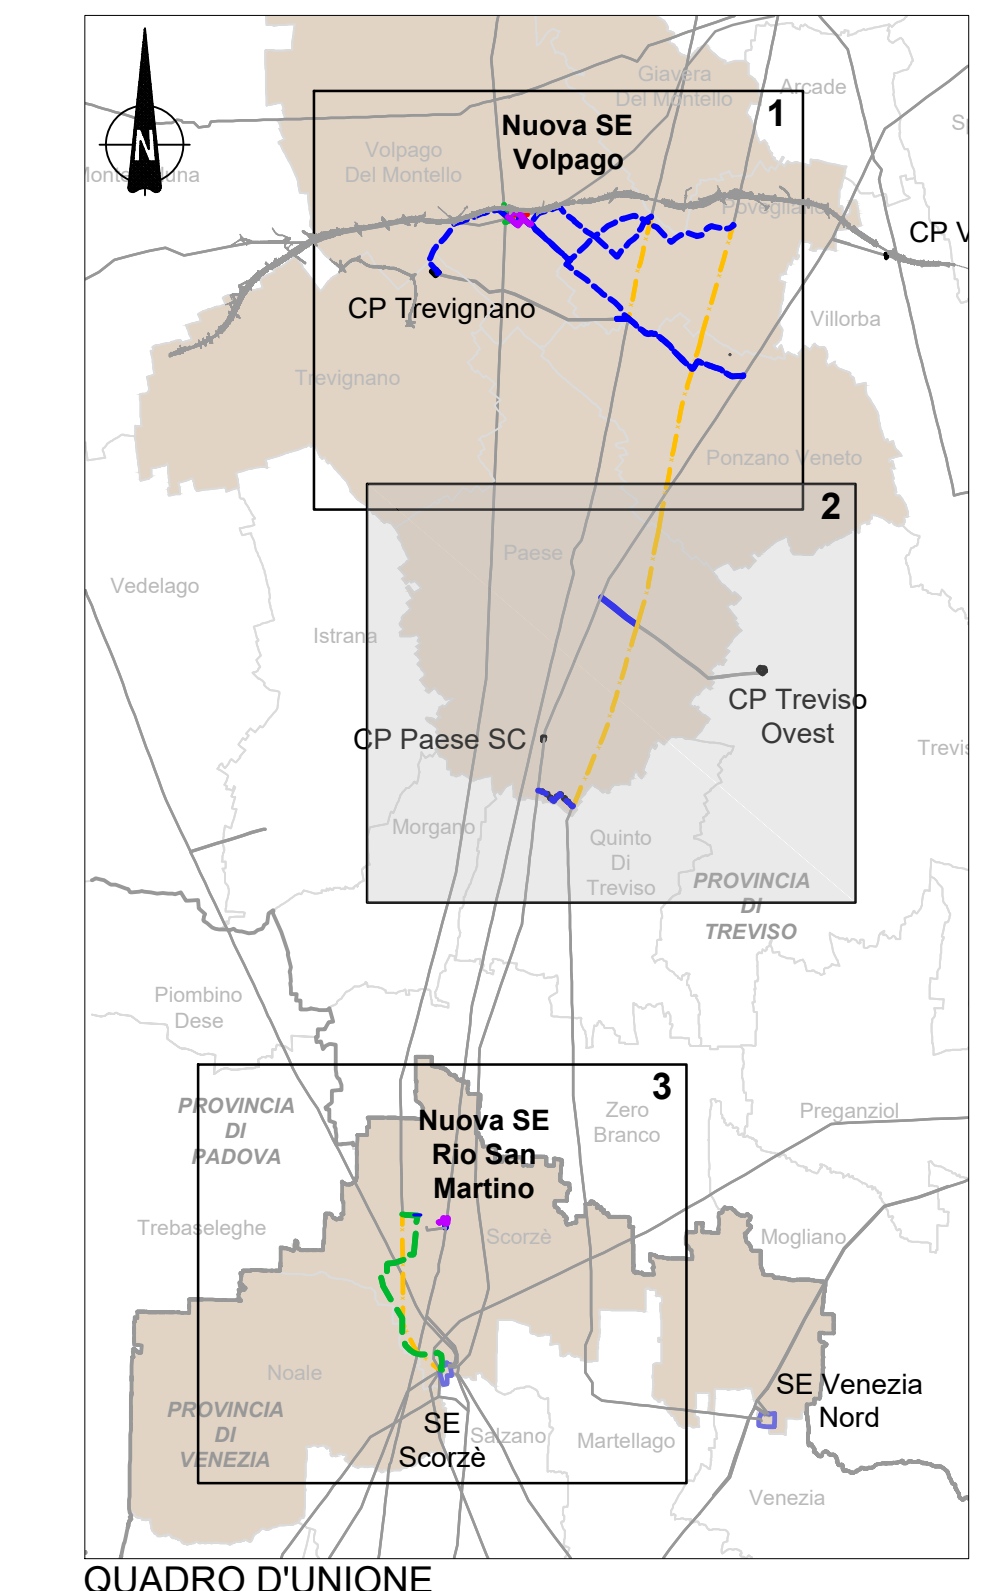 Giavera
Del Montello
Arcade
1
Nuova SE
Volpago
N
Volpago
Del Montello
Povegliano
CP V
CP Trevignano
Villorba
Trevignano
Ponzano Veneto
2
Paese
Vedelago
Istrana
CP Treviso
Ovest
CP Paese SC
Morgano
Quinto
Di
Treviso
PROVINCIA
DI
TREVISO
Piombino
Dese
3
PROVINCIA
DI
PADOVA
Nuova SE
Rio San
Martino
Zero
Branco
Preganziol
Trebaseleghe
Scorzè
Mogliano
Noale
SE Venezia
Nord
PROVINCIA
DI
VENEZIA
SE
Scorzè
Salzano
Martellago
Venezia
QUADRO D'UNIONE